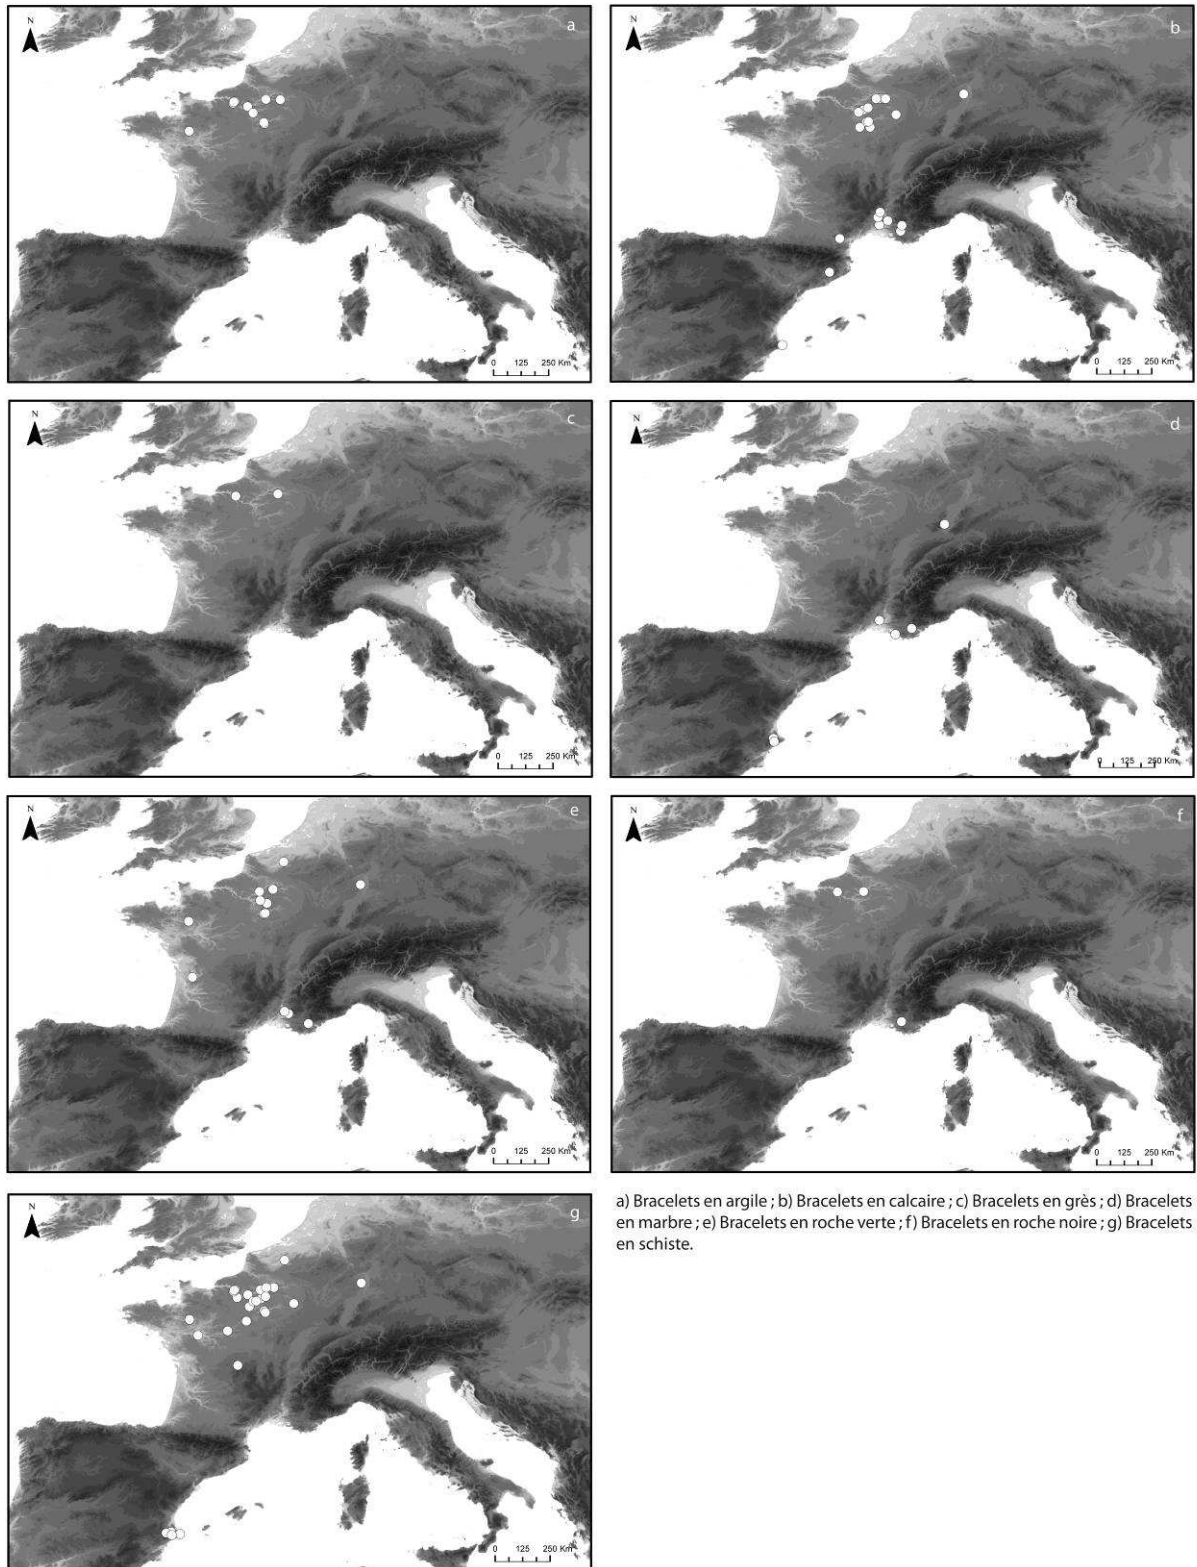 N
a
0 125 250 Km
N
b
0 125 250 Km
N
c
0 125 250 Km
N
d
0 125 250 Km
N
e
0 125 250 Km
N
f
0 125 250 Km
a) Bracelets en argile ; b) Bracelets en calcaire ; c) Bracelets en grès ; d) Bracelets
en marbre ; e) Bracelets en roche verte ; f) Bracelets en roche noire ; g) Bracelets
en schiste.
N
g
0 125 250 Km